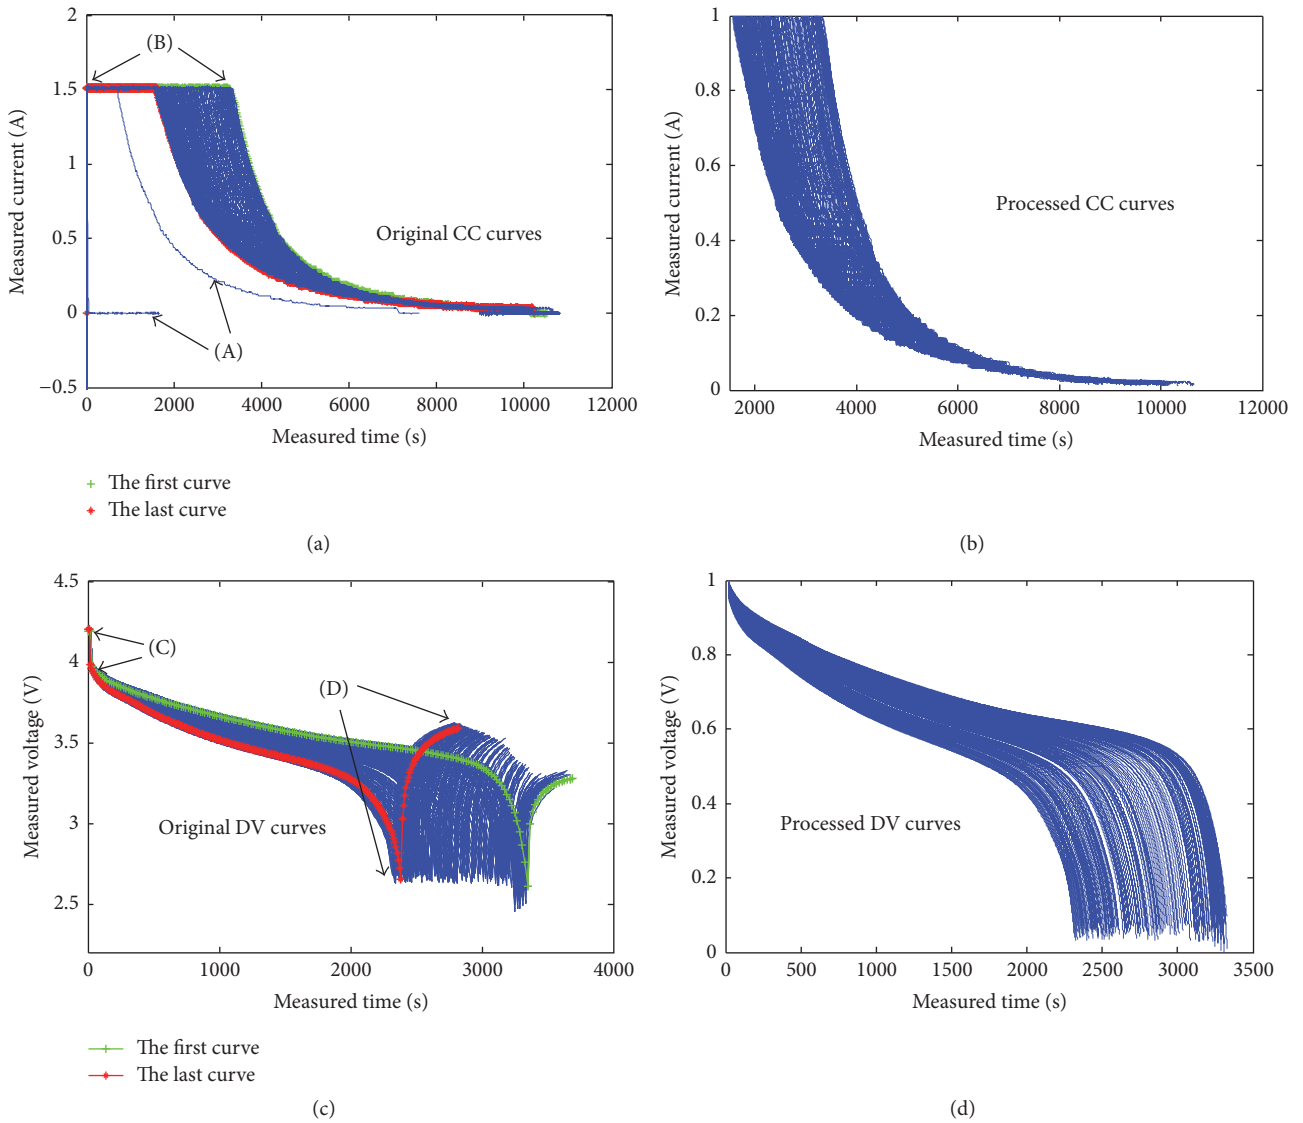 2
1.5
1
0.5
0
−0.5
Measured current (A)
(B)
Original CC curves
(A)
0 2000 4000 6000 8000 10000 12000
Measured time (s)
The first curve
The last curve
(a)
1
0.8
0.6
0.4
0.2
0
Measured current (A)
Processed CC curves
2000 4000 6000 8000 10000 12000
Measured time (s)
(b)
4.5
4
3.5
3
2.5
Measured voltage (V)
(C)
(D)
Original DV curves
0 1000 2000 3000 4000
Measured time (s)
The first curve
The last curve
(c)
1
0.8
0.6
0.4
0.2
0
Measured voltage (V)
Processed DV curves
0 500 1000 1500 2000 2500 3000 3500
Measured time (s)
(d)